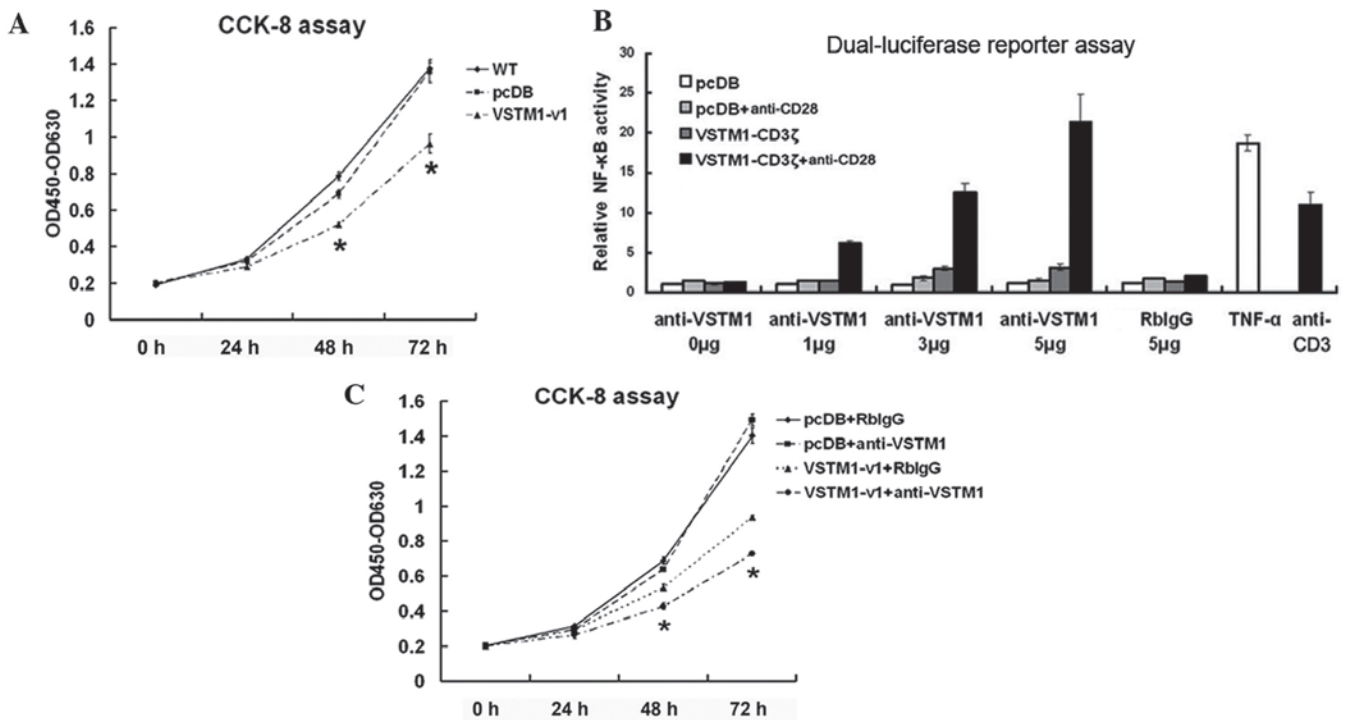 A
CCK-8 assay
OD450-OD630
1.6
1.4
1.2
1
0.8
0.6
0.4
0.2
0
0 h 24 h 48 h 72 h
WT
pcDB
VSTM1-v1
*
*
B
Dual-luciferase reporter assay
Relative NF-κB activity
30
25
20
15
10
5
0
pcDB
pcDB+anti-CD28
VSTM1-CD3ζ
VSTM1-CD3ζ+anti-CD28
anti-VSTM1 anti-VSTM1 anti-VSTM1 anti-VSTM1 RbIgG TNF-α anti-
0μg 1μg 3μg 5μg 5μg CD3
C
CCK-8 assay
OD450-OD630
1.6
1.4
1.2
1
0.8
0.6
0.4
0.2
0
0 h 24 h 48 h 72 h
pcDB+RbIgG
pcDB+anti-VSTM1
VSTM1-v1+RbIgG
VSTM1-v1+anti-VSTM1
*
*